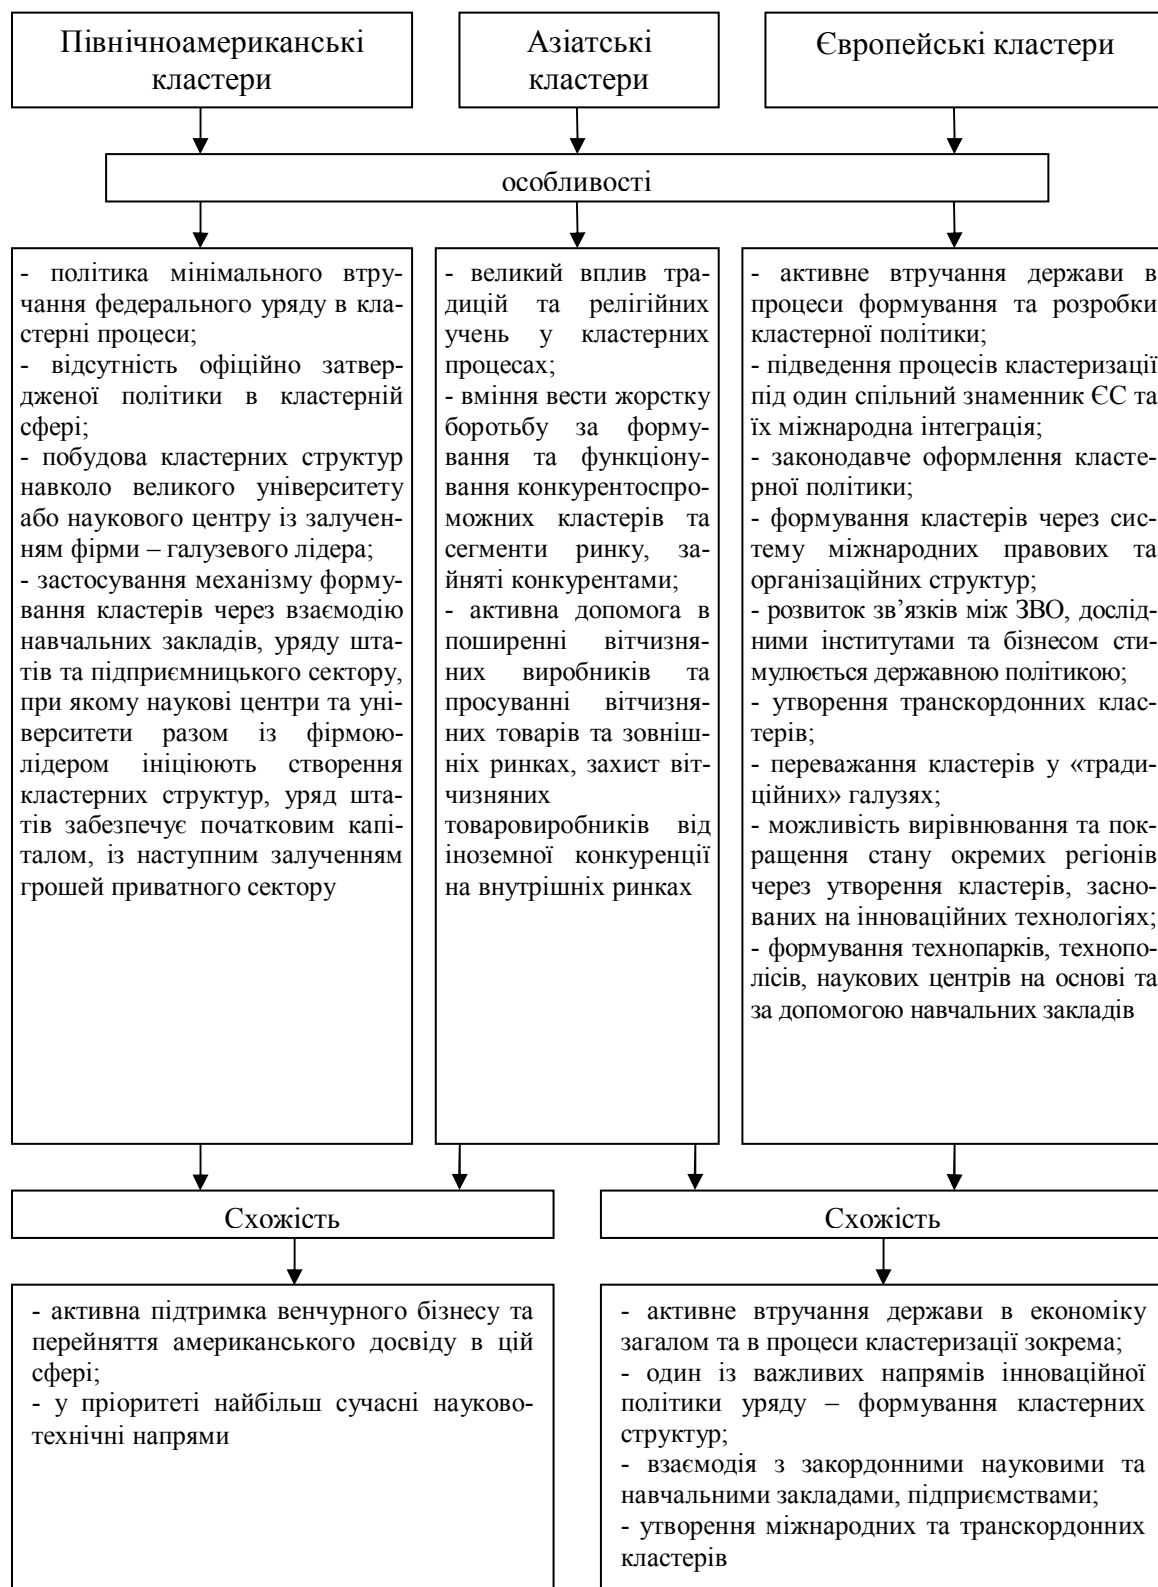 Північноамериканські
кластери
Азіатські
кластери
Європейські кластери
особливості
- політика мінімального втру-
чання федерального уряду в кла-
стерні процеси;
- відсутність офіційно затвер-
дженої політики в кластерній
сфері;
- побудова кластерних структур
навколо великого університету
або наукового центру із залучен-
ням фірми – галузевого лідера;
- застосування механізму форму-
вання кластерів через взаємодію
навчальних закладів, уряду шта-
тів та підприємницького сектору,
при якому наукові центри та уні-
верситети разом із фірмою-
лідером ініціюють створення
кластерних структур, уряд шта-
тів забезпечує початковим капі-
талом, із наступним залученням
грошей приватного сектору
- великий вплив тра-
дицій та релігійних
учень у кластерних
процесах;
- вміння вести жорстку
боротьбу за форму-
вання та функціону-
вання конкурентоспро-
можних кластерів та
сегменти ринку, за-
йняті конкурентами;
- активна допомога в
поширенні вітчизня-
них виробників та
просуванні вітчизня-
них товарів та зовніш-
ніх ринках, захист віт-
чизняних
товаровиробників від
іноземної конкуренції
на внутрішніх ринках
- активне втручання держави в
процеси формування та розробки
кластерної політики;
- підведення процесів кластеризації
під один спільний знаменник ЄС та
їх міжнародна інтеграція;
- законодавче оформлення класте-
рної політики;
- формування кластерів через сис-
тему міжнародних правових та
організаційних структур;
- розвиток зв’язків між ЗВО, дослід-
ними інститутами та бізнесом сти-
мулюється державною політикою;
- утворення транскордонних клас-
терів;
- переважання кластерів у «тради-
ційних» галузях;
- можливість вирівнювання та пок-
ращення стану окремих регіонів
через утворення кластерів, засно-
ваних на інноваційних технологіях;
- формування технопарків, технопо-
лісів, наукових центрів на основі та
за допомогою навчальних закладів
Схожість
Схожість
- активна підтримка венчурного бізнесу та
перейняття американського досвіду в цій
сфері;
- у пріоритеті найбільш сучасні науково-
технічні напрями
- активне втручання держави в економіку
загалом та в процеси кластеризації зокрема;
- один із важливих напрямів інноваційної
політики уряду – формування кластерних
структур;
- взаємодія з закордонними науковими та
навчальними закладами, підприємствами;
- утворення міжнародних та транскордонних
кластерів